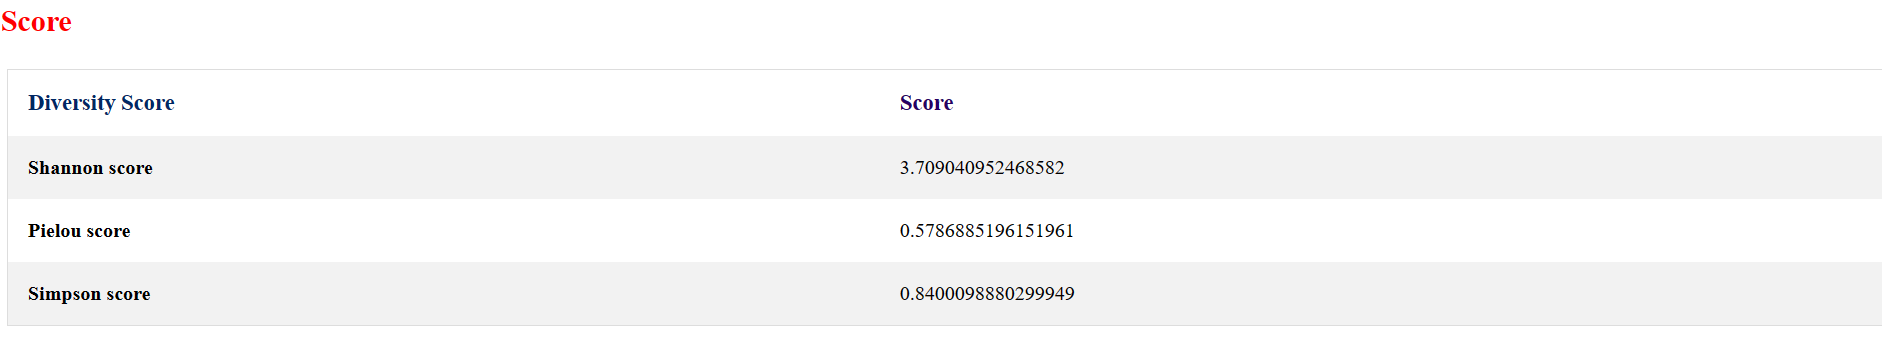 Score
Diversity Score Score
Shannon score 3.709040952468582
Pielou score 0.5786885196151961
Simpson score 0.8400098880299949